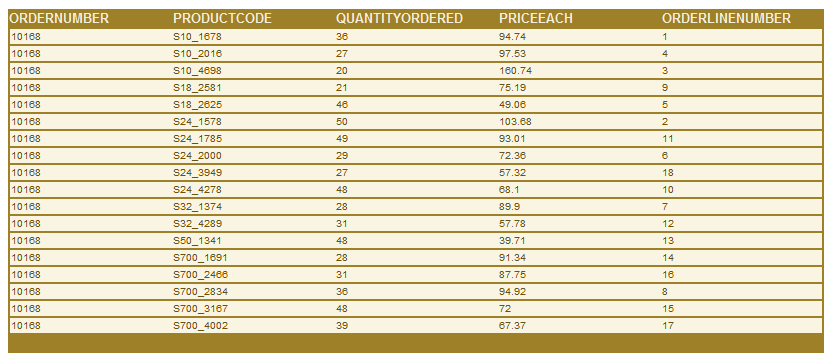 ORDERNUMBER PRODUCTCODE QUANTITYORDERED PRICEEACH ORDERLINENUMBER
10168 S10_1678 36 94.74 1
10168 S10_2016 27 97.53 4
10168 S10_4698 20 160.74 3
10168 S18_2581 21 75.19 9
10168 S18_2625 46 49.06 5
10168 S24_1578 50 103.68 2
10168 S24_1785 49 93.01 11
10168 S24_2000 29 72.36 6
10168 S24_3949 27 57.32 18
10168 S24_4278 48 68.1 10
10168 S32_1374 28 89.9 7
10168 S32_4289 31 57.78 12
10168 S50_1341 48 39.71 13
10168 S700_1691 28 91.34 14
10168 S700_2466 31 87.75 16
10168 S700_2834 36 94.92 8
10168 S700_3167 48 72 15
10168 S700_4002 39 67.37 17